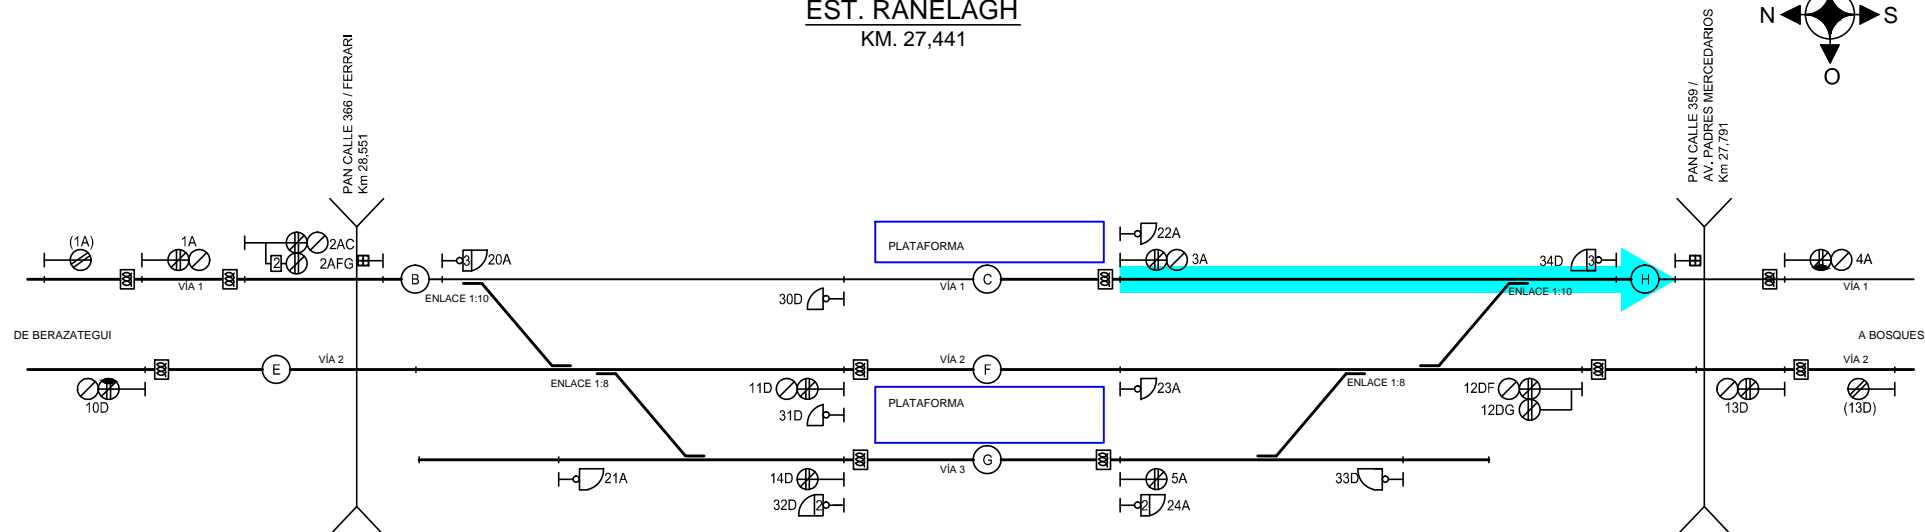 EST. RANELAGH
KM. 27,441
N
S
O
PAN CALLE 366 / FERRARI
Km 28,551
PAN CALLE 359 /
AV. PADRES MERCEDARIOS
Km 27,791
(1A)
1A
2AC
2
2AFG
3
20A
PLATAFORMA
22A
3A
34D
3
4A
VÍA 1
B
ENLACE 1:10
30D
VÍA 1
C
ENLACE 1:10
H
VÍA 1
DE BERAZATEGUI
A BOSQUES
E
VÍA 2
VÍA 2
F
VÍA 2
10D
ENLACE 1:8
11D
31D
PLATAFORMA
23A
ENLACE 1:8
12DF
12DG
13D
(13D)
VÍA 3
G
21A
14D
32D
2
5A
2
24A
33D